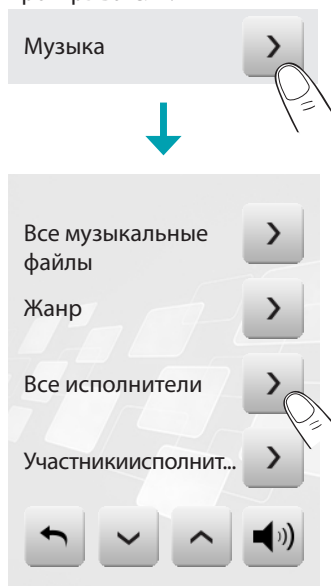 Музыка
Все музыкальные
файлы
Жанр
Все исполнители
Участникиисполнит...